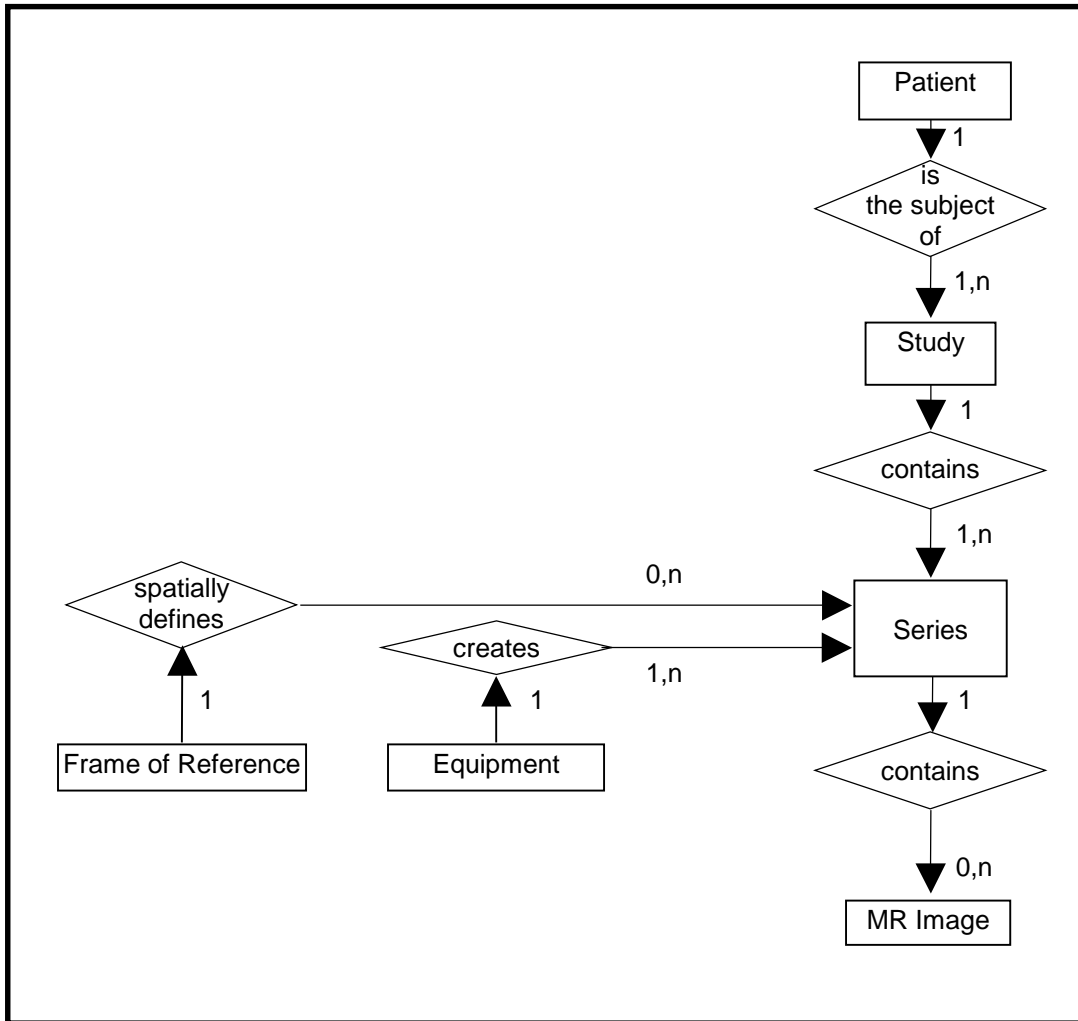 Patient
1
is
the subject
of
1,n
Study
1
contains
1,n
spatially
defines
0,n
Series
creates
1,n
1
1
1
Frame of Reference
Equipment
contains
0,n
MR Image